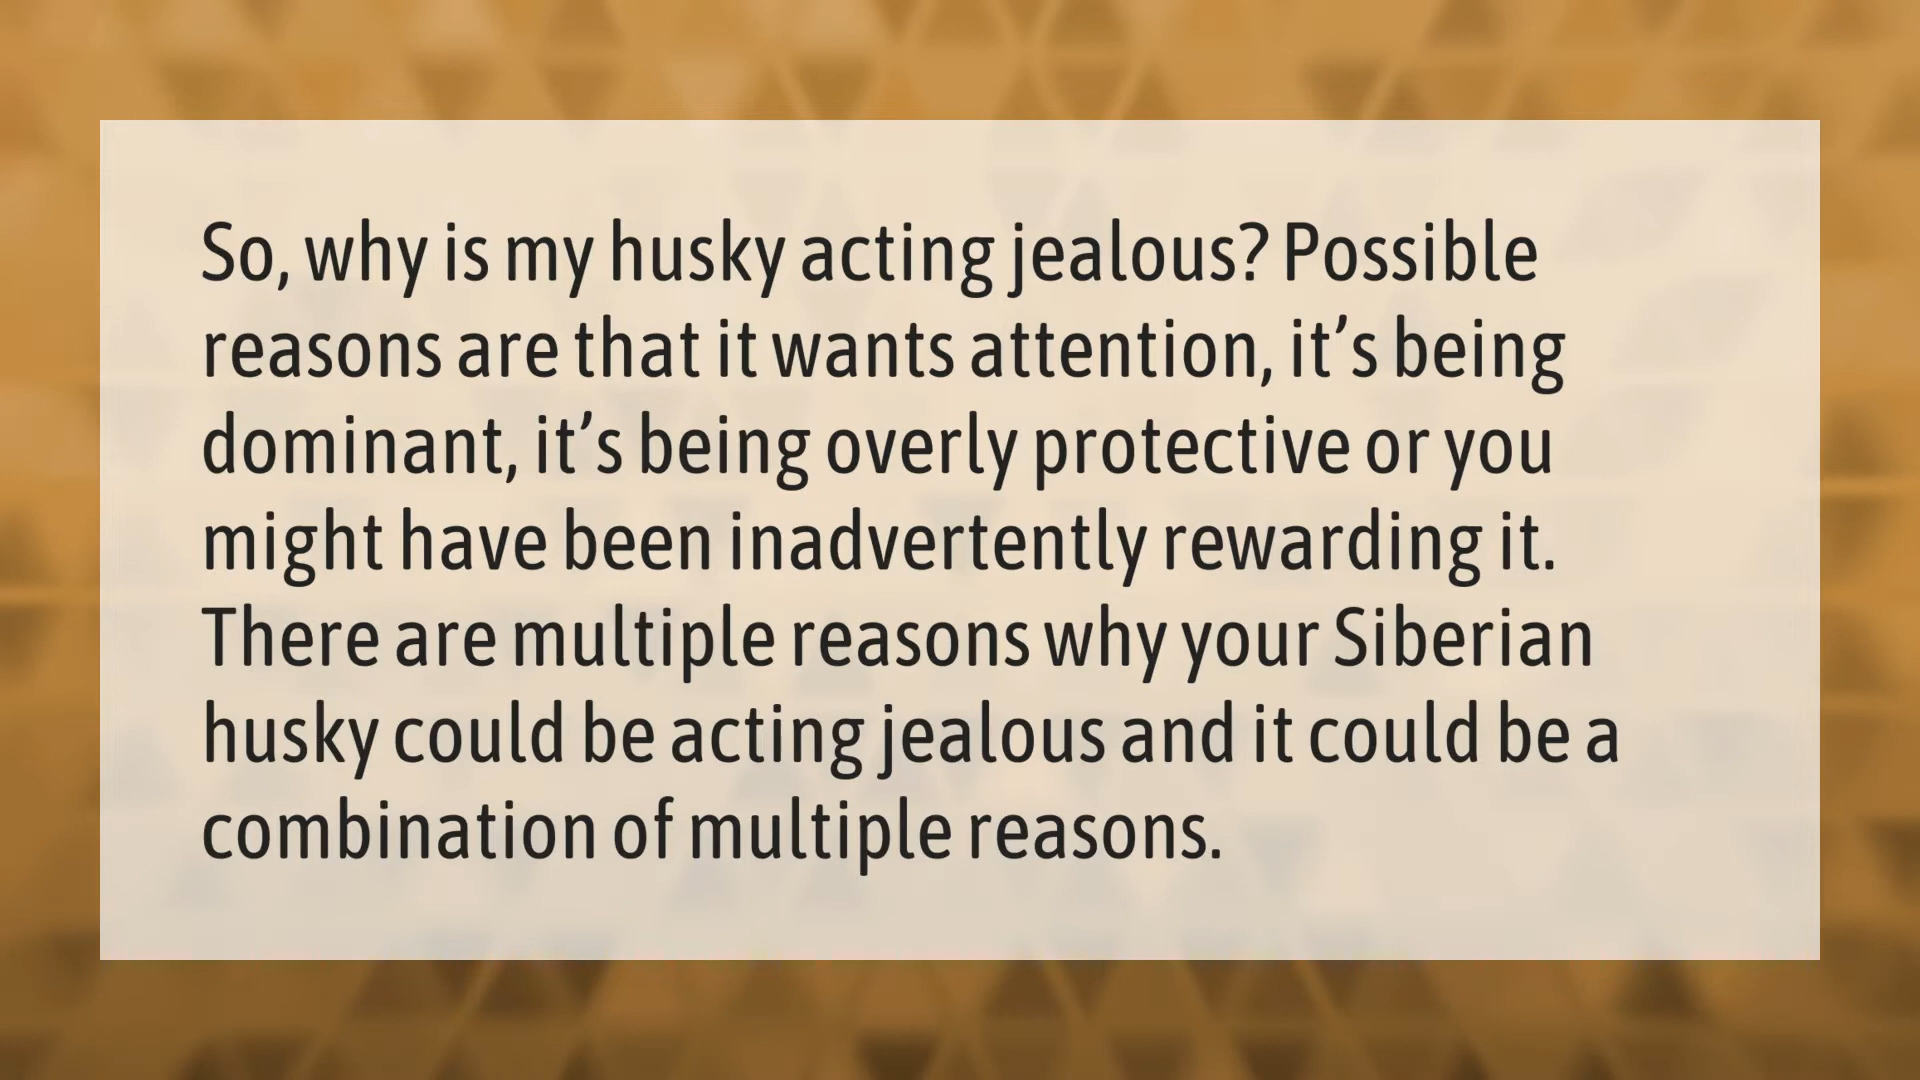 So, why is my husky acting jealous? Possible
reasons are that it wants attention, it’s being
dominant, it’s being overly protective or you
might have been inadvertently rewarding it.
There are multiple reasons why your Siberian
husky could be acting jealous and it could be a
combination of multiple reasons.